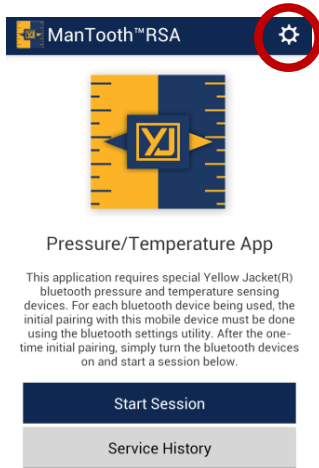 ManTooth™RSA
YJ
Pressure/Temperature App
This application requires special Yellow Jacket(R)
bluetooth pressure and temperature sensing
devices. For each bluetooth device being used, the
initial pairing with this mobile device must be done
using the bluetooth settings utility. After the one-
time initial pairing, simply turn the bluetooth devices
on and start a session below.
Start Session
Service History